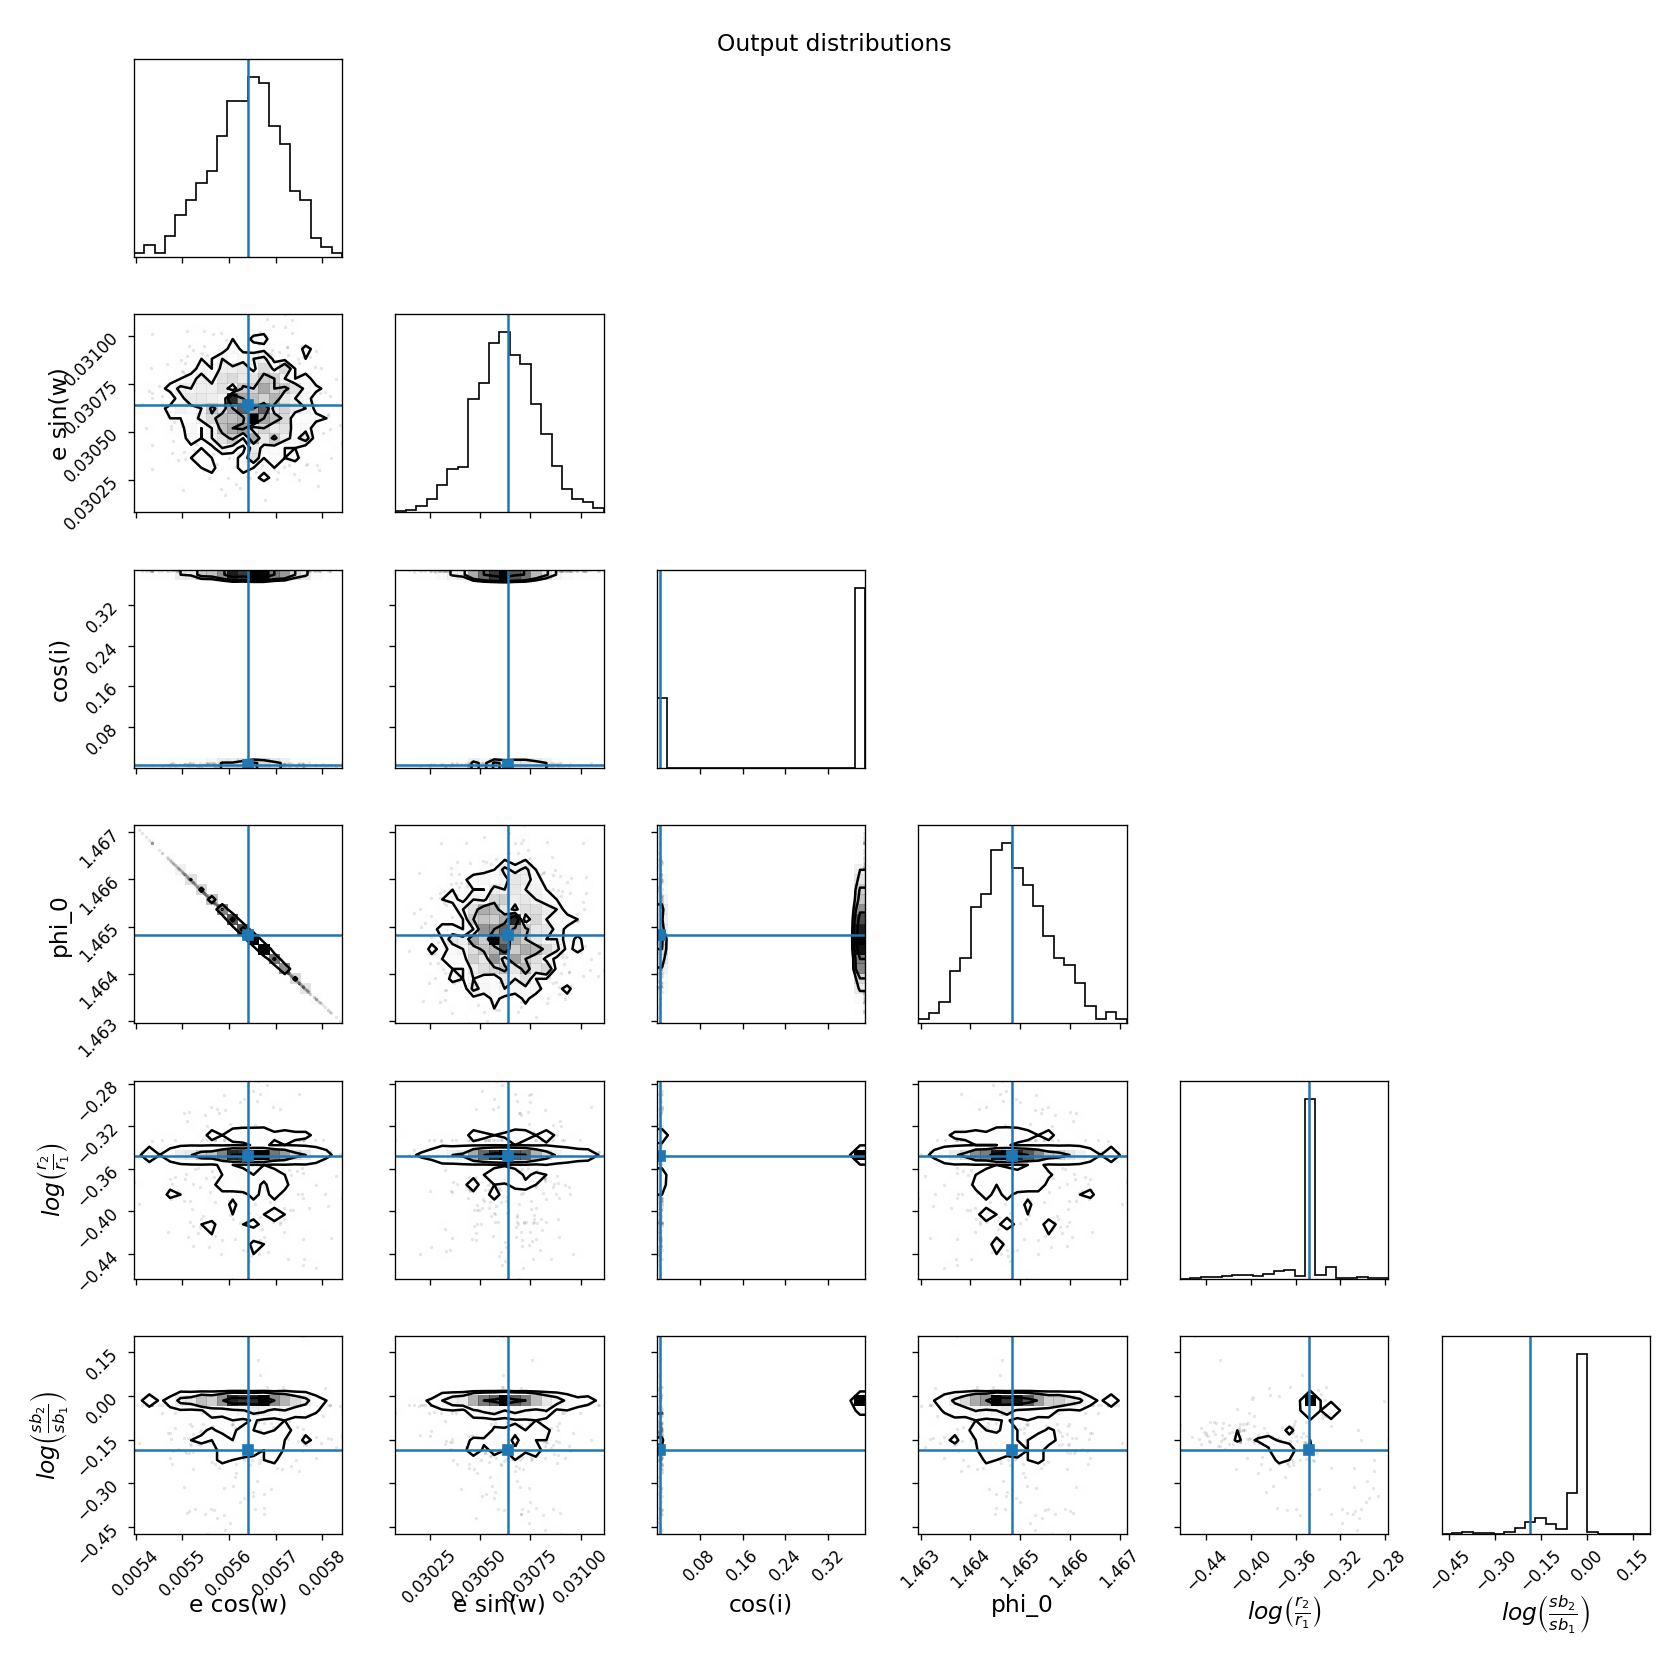 Output distributions
e sin(w)
0.03100
0.03075
0.03050
0.03025
cos(i)
0.32
0.24
0.16
0.08
phi_0
1.467
1.466
1.465
1.464
1.463
log(r2/r1)
−0.28
−0.32
−0.36
−0.40
−0.44
log(sb2/sb1)
0.15
0.00
−0.15
−0.30
−0.45
0.0054 0.0055 0.0056 0.0057 0.0058
0.03025 0.03050 0.03075 0.03100
0.08 0.16 0.24 0.32
1.463 1.464 1.465 1.466 1.467
−0.44 −0.40 −0.36 −0.32 −0.28
−0.45 −0.30 −0.15 0.00 0.15
e cos(w)
e sin(w)
cos(i)
phi_0
log(r2/r1)
log(sb2/sb1)